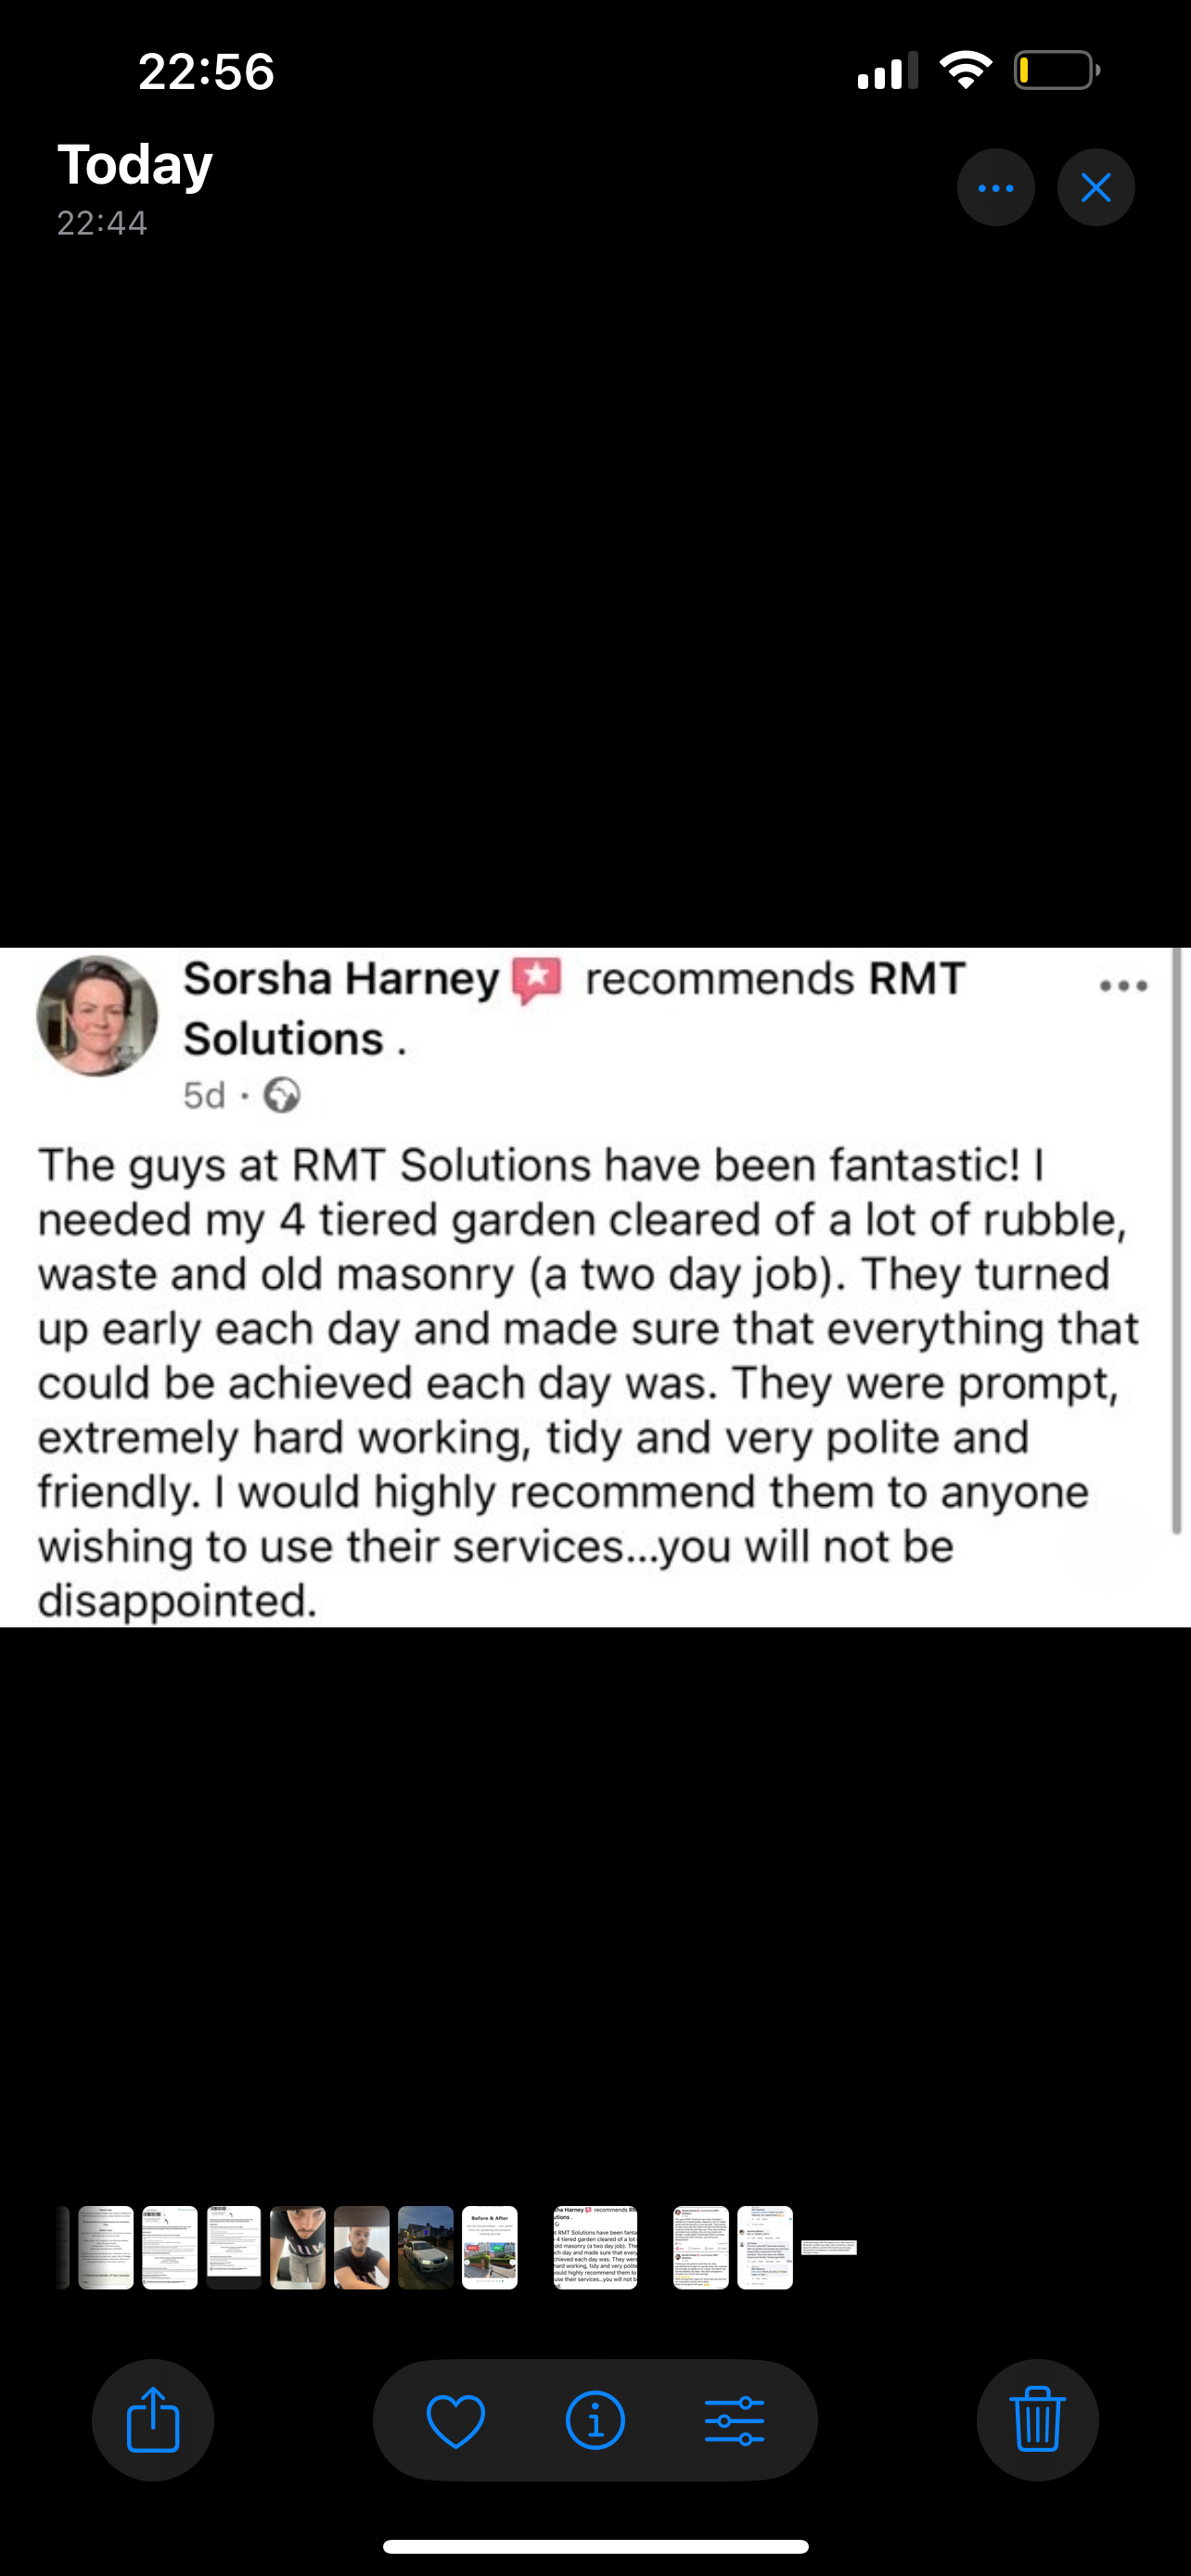 22:56
Today
22:44
Sorsha Harney recommends RMT
Solutions .
5d ·
The guys at RMT Solutions have been fantastic! I
needed my 4 tiered garden cleared of a lot of rubble,
waste and old masonry (a two day job). They turned
up early each day and made sure that everything that
could be achieved each day was. They were prompt,
extremely hard working, tidy and very polite and
friendly. I would highly recommend them to anyone
wishing to use their services...you will not be
disappointed.
Before & After